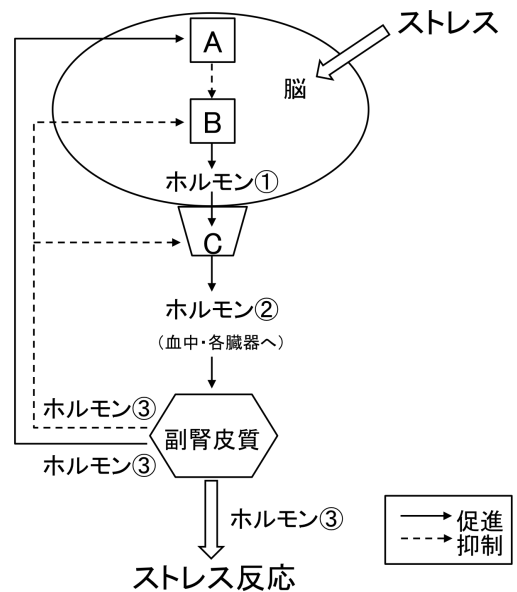 ストレス
A
脳
B
ホルモン①
C
ホルモン②
(血中・各臓器へ)
ホルモン③
副腎皮質
ホルモン③
ホルモン③
ストレス反応
促進
抑制